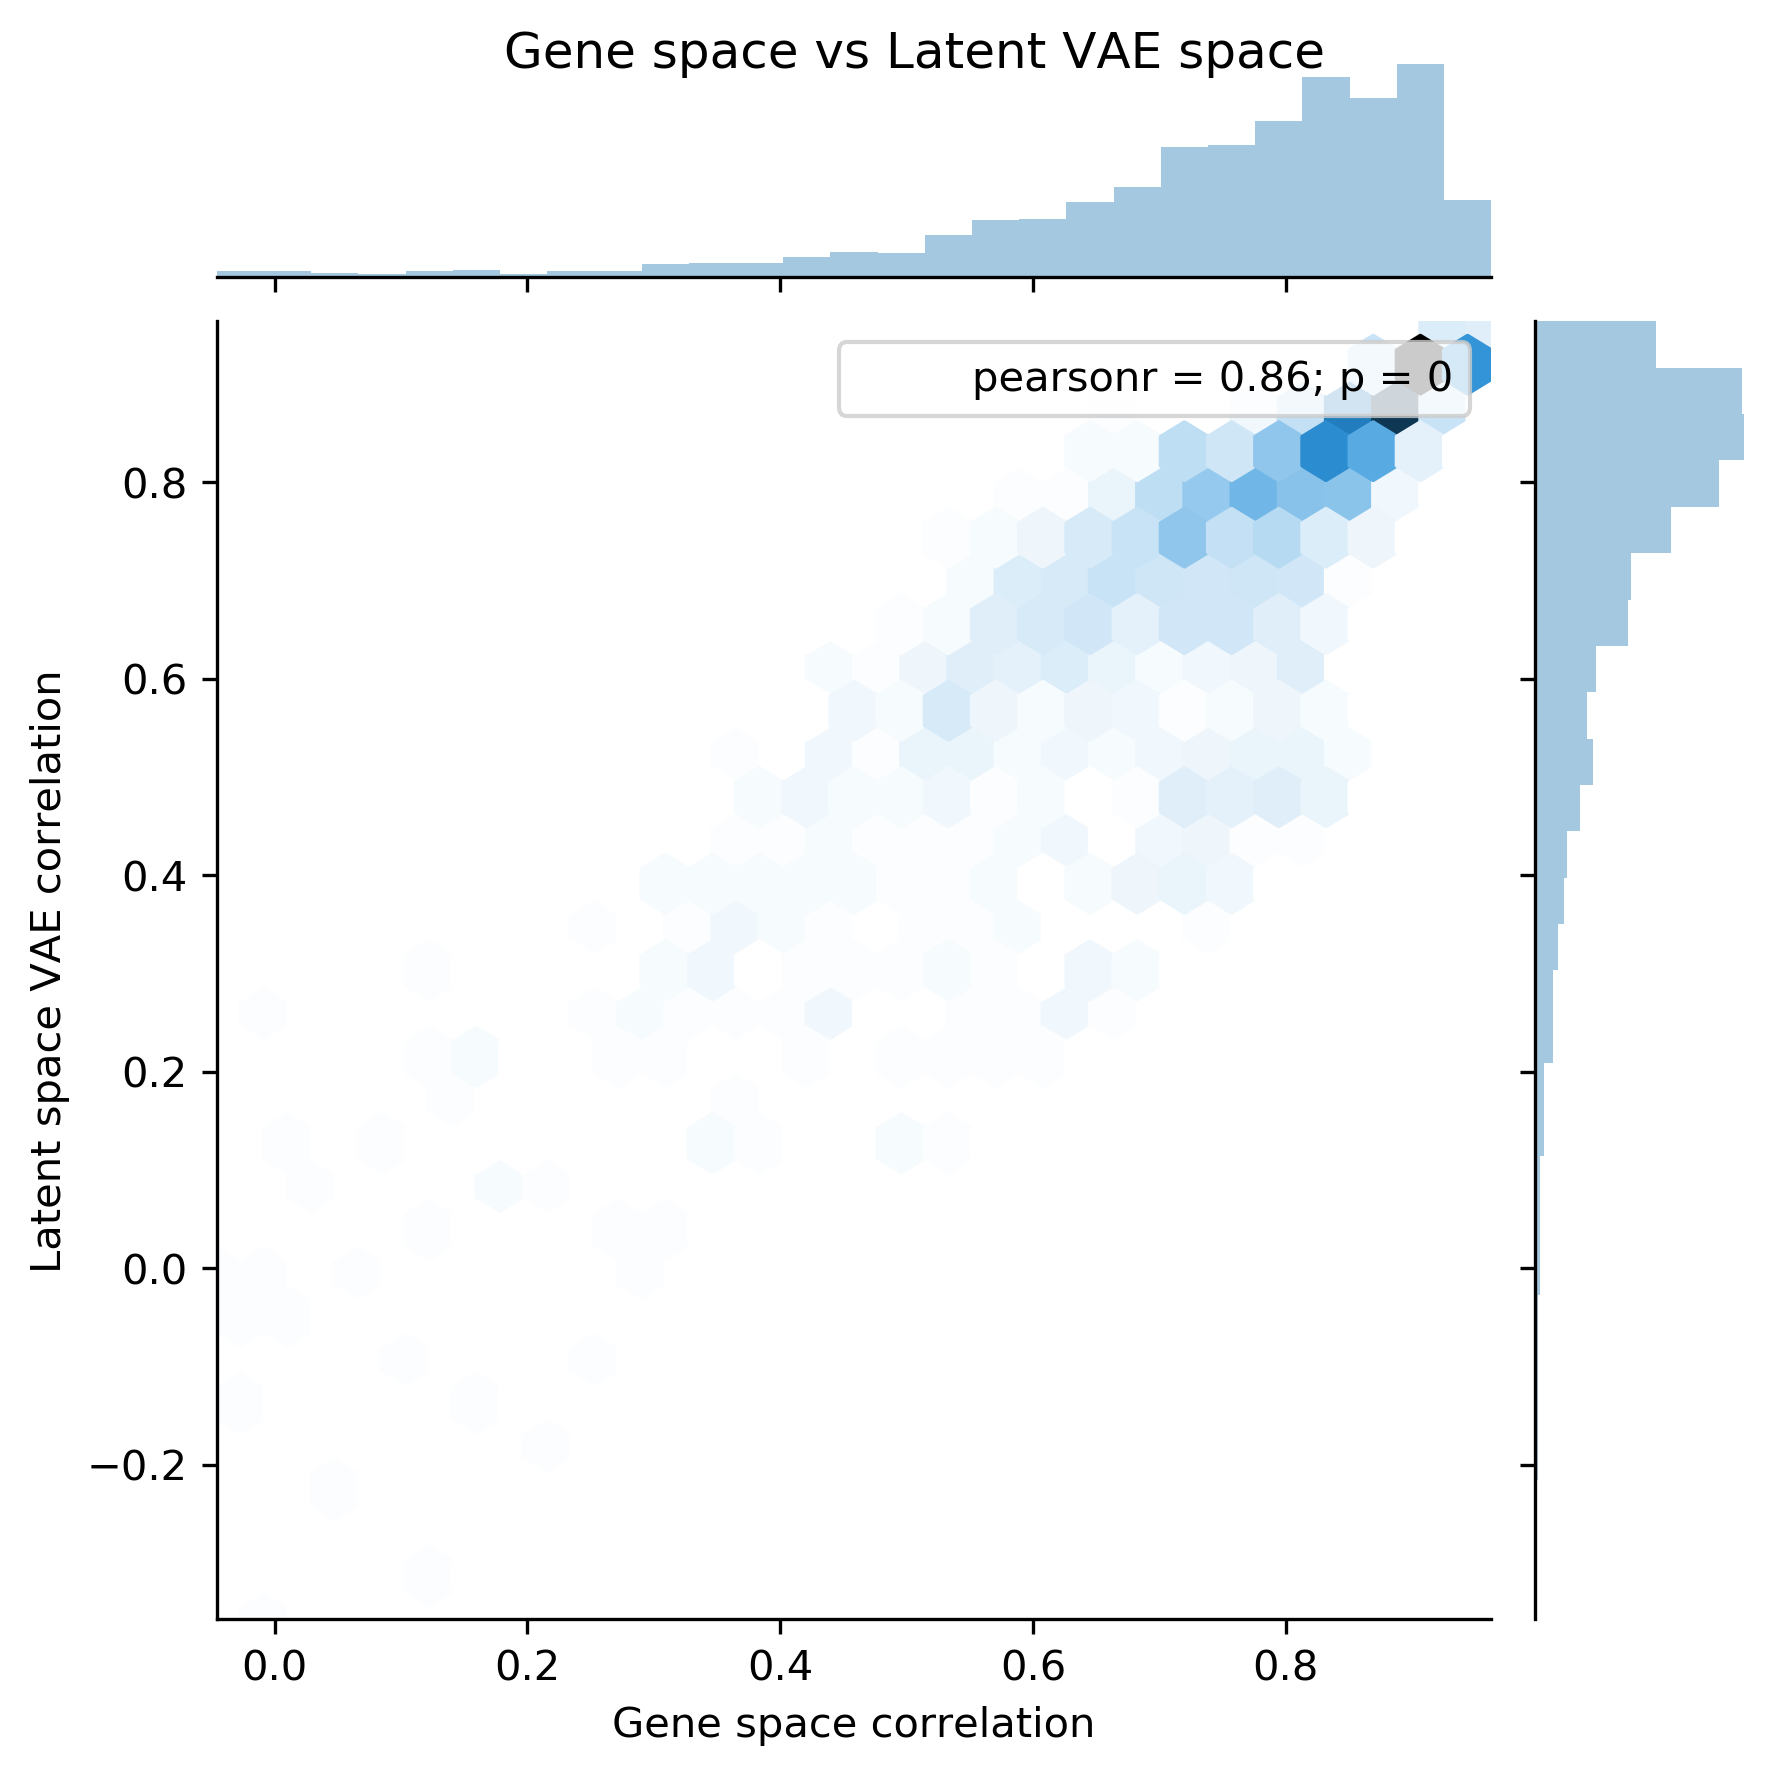 Gene space vs Latent VAE space
pearsonr = 0.86; p = 0
Latent space VAE correlation
0.8
0.6
0.4
0.2
0.0
−0.2
0.0 0.2 0.4 0.6 0.8
Gene space correlation